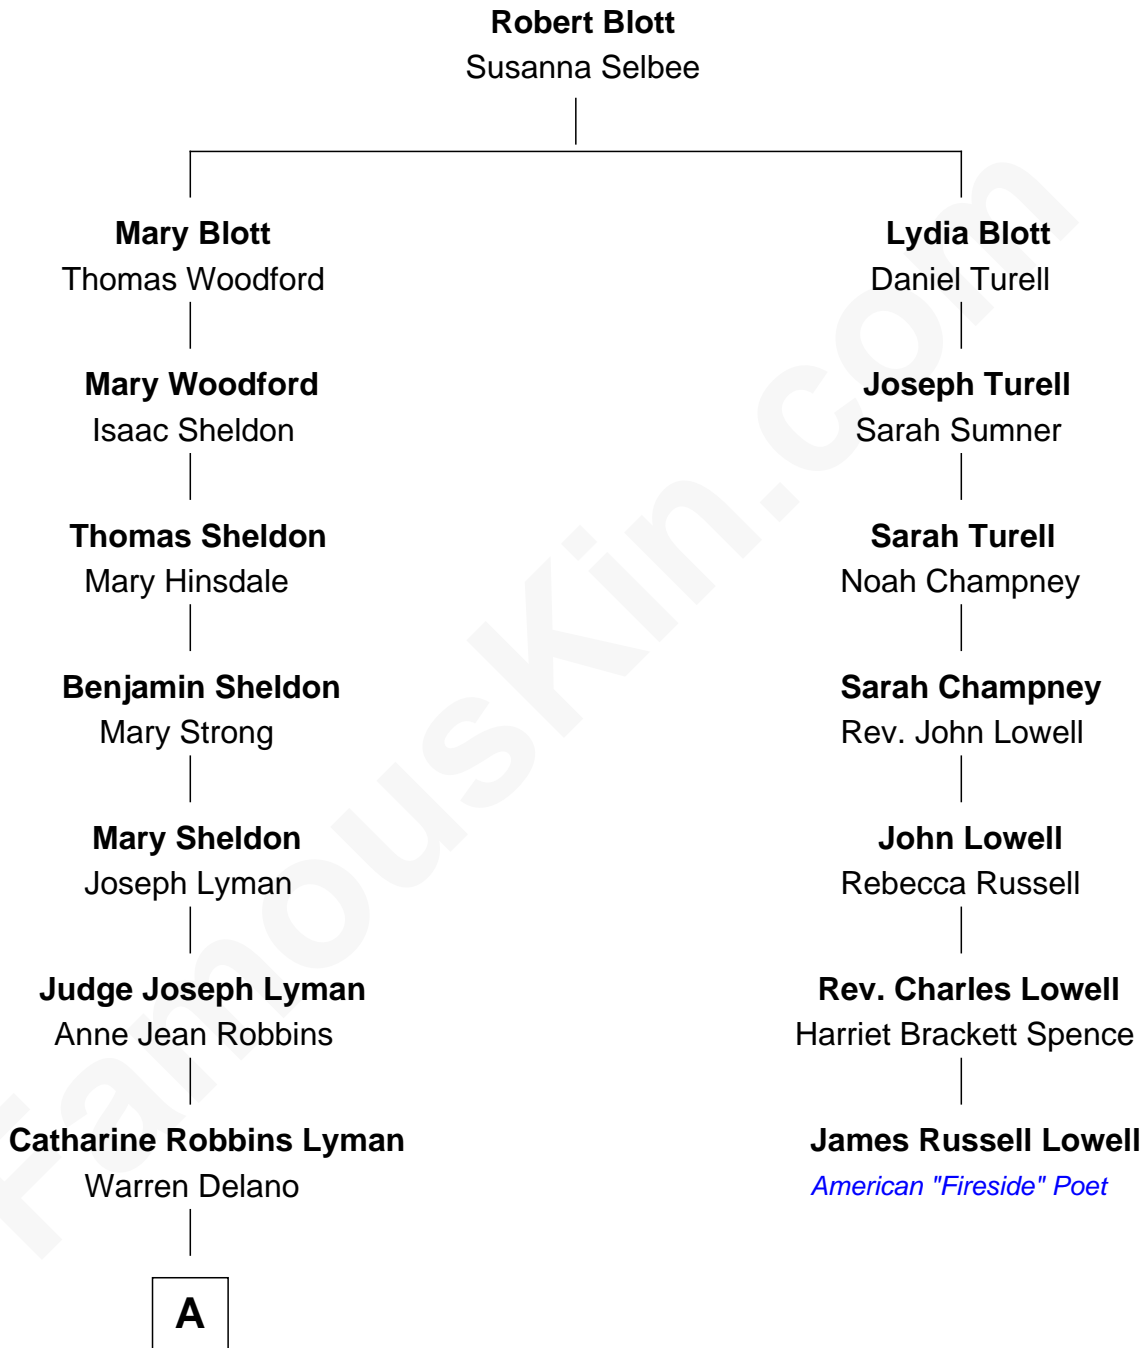 Robert Blott
Susanna Selbee
Mary Blott
Thomas Woodford
Lydia Blott
Daniel Turell
Mary Woodford
Isaac Sheldon
Joseph Turell
Sarah Sumner
Thomas Sheldon
Mary Hinsdale
Sarah Turell
Noah Champney
Benjamin Sheldon
Mary Strong
Sarah Champney
Rev. John Lowell
Mary Sheldon
Joseph Lyman
John Lowell
Rebecca Russell
Judge Joseph Lyman
Anne Jean Robbins
Rev. Charles Lowell
Harriet Brackett Spence
Catharine Robbins Lyman
Warren Delano
James Russell Lowell
American "Fireside" Poet
A
FamousKin.com